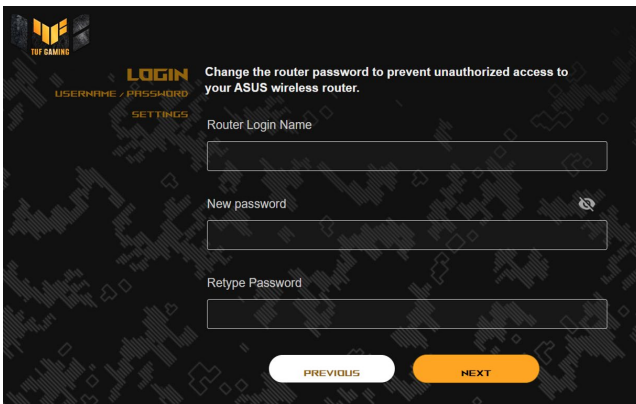 TUF GAMING
LOGIN
USERNAME / PASSWORD
SETTINGS
Change the router password to prevent unauthorized access to
your ASUS wireless router.
Router Login Name
New password
Retype Password
PREVIOUS
NEXT